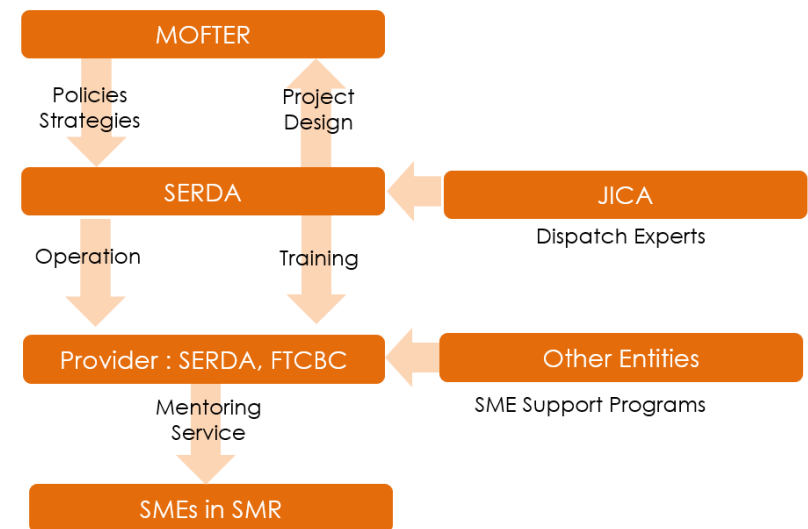 MOFTER
Policies
Strategies
Project
Design
SERDA
JICA
Dispatch Experts
Operation
Training
Provider : SERDA, FTCBC
Other Entities
SME Support Programs
Mentoring
Service
SMEs in SMR